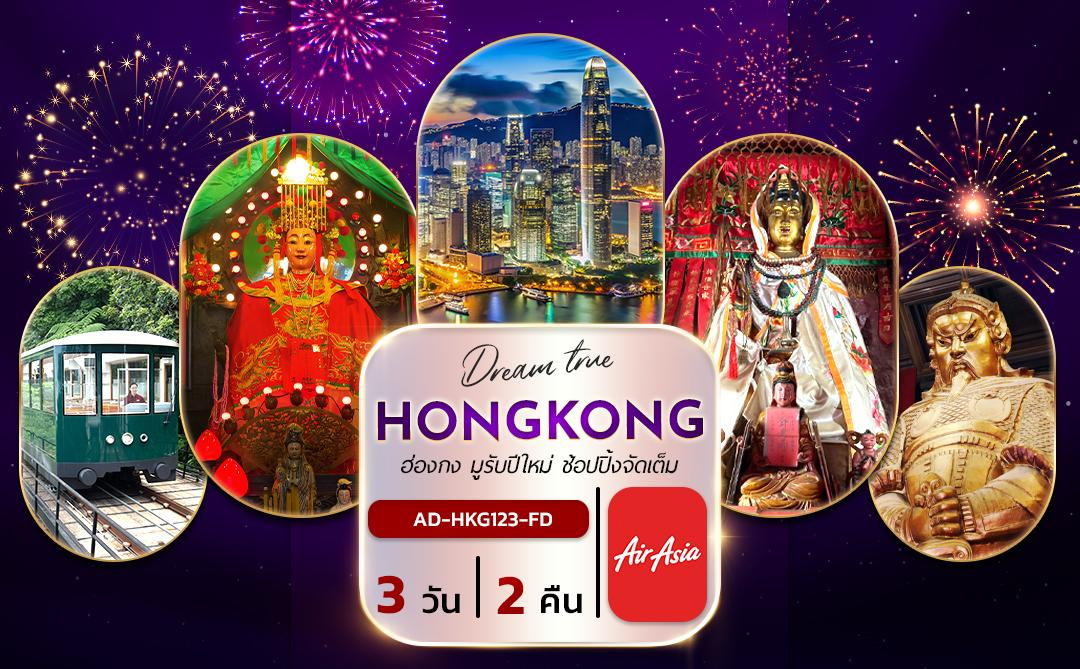 Dream true
HONGKONG
ฮ่องกง มูรับปีใหม่ ช้อปปิ้งจัดเต็ม
AD-HKG123-FD
3 วัน 2 คืน
AirAsia